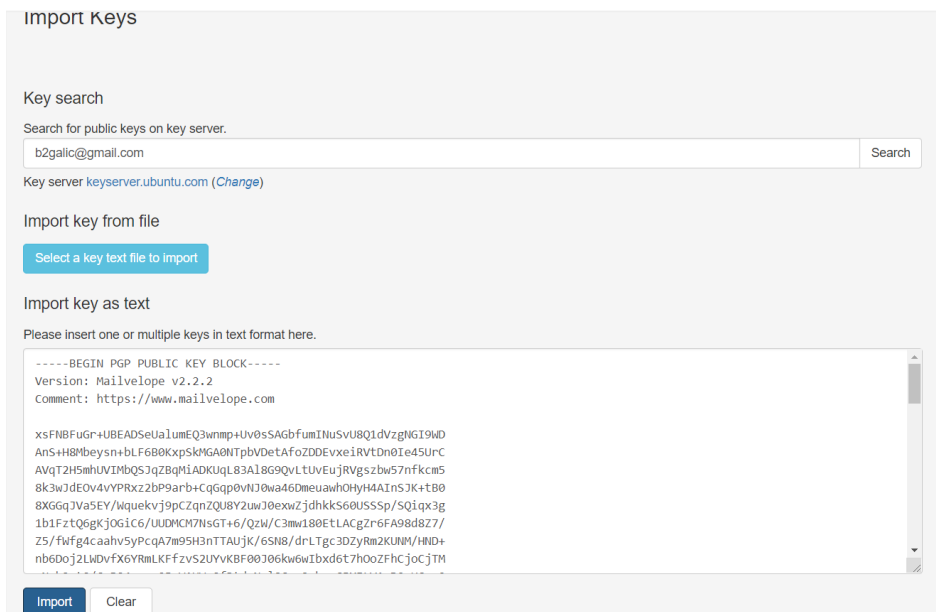 Import Keys
Key search
Search for public keys on key server.
b2galic@gmail.com
Search
Key server keyserver.ubuntu.com (Change)
Import key from file
Select a key text file to import
Import key as text
Please insert one or multiple keys in text format here.
-----BEGIN PGP PUBLIC KEY BLOCK-----
Version: Mailvelope v2.2.2
Comment: https://www.mailvelope.com
xsFNBFuGr+UBEADSeUalumEQ3wnmp+Uv0sSAGbfumINuSvU8Q1dVzgNGI9WD
AnS+H8Mbeysn+bLF6B0KxpSkMGA0NTpbVDetAfoZDDEvxeiRVtDn0Ie45UrC
AVqT2H5mhUVIMbQSJqZBqMiADKUqL83Al8G9QvLtUvEujRVgszbw57nfkcm5
8k3wJdEOv4vYPRxz2bP9arb+CqGqp0vNJ0wa46DmeuawhOHyH4AInSJK+tB0
8XGGqJVa5EY/Wquekvj9pCZqnZQU8Y2uwJ0exwZjdhkkS60USSSp/SQiqx3g
1b1FztQ6gKjOGiC6/UUDMCM7NsGT+6/QzW/C3mw180EtLACgZr6FA98d8Z7/
Z5/fWfg4caahv5yPcqA7m95H3nTTAUjK/6SN8/drLTgc3DZyRm2KUNM/HND+
nb6Doj2LWDvfX6YRmLKFfzvS2UYvKBF00J06kw6wIbxd6t7hOoZFhCjoCjTM
Import
Clear